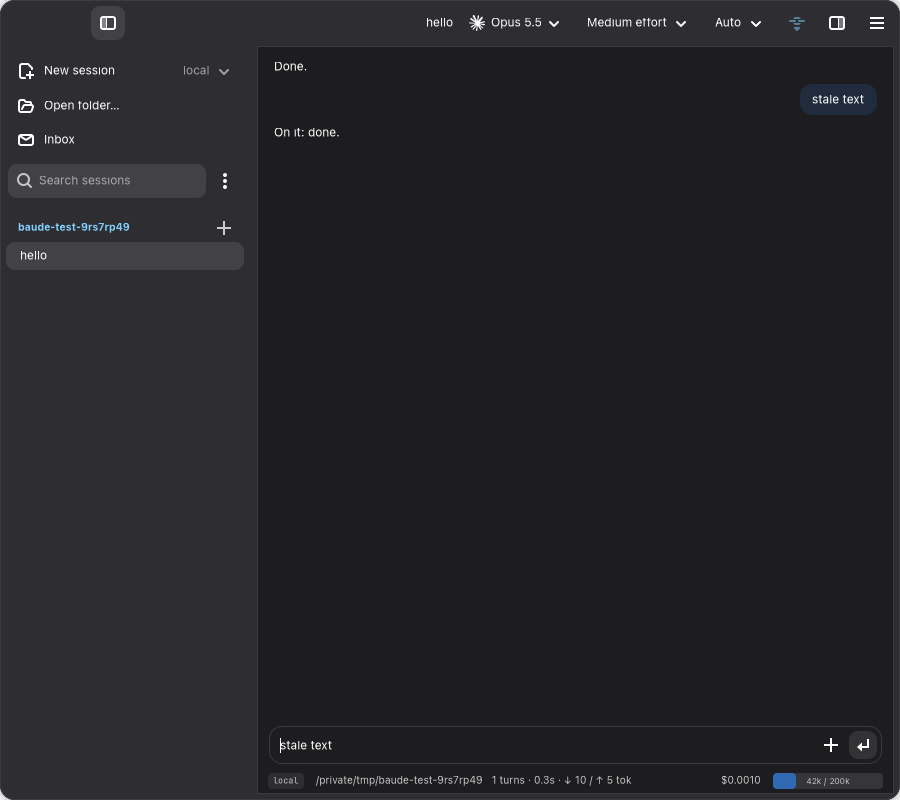 hello Opus 5.5 Medium effort Auto
New session local
Open folder...
Inbox
Search sessions
baude-test-9rs7rp49
hello
Done.
stale text
On it: done.
stale text
local /private/tmp/baude-test-9rs7rp49 1 turns · 0.3s · ↓ 10 / ↑ 5 tok $0.0010 42k / 200k